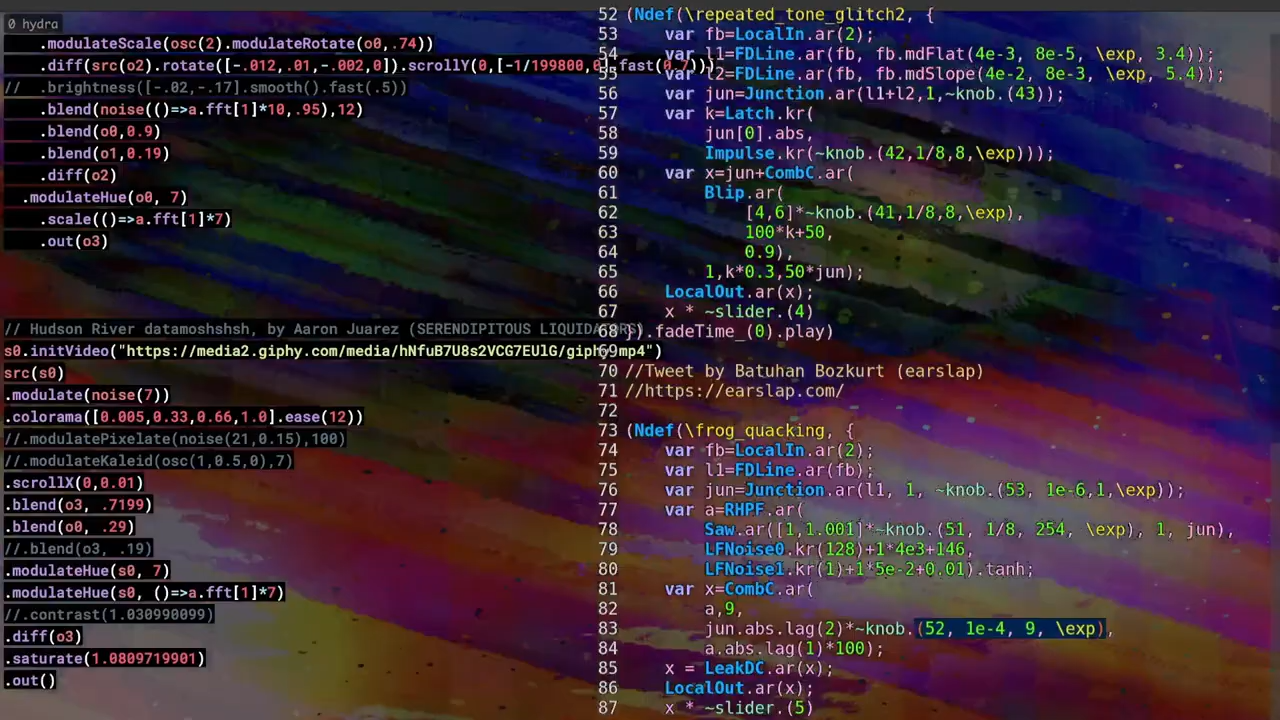 0 hydra
.modulateScale(osc(2).modulateRotate(o0,.74))
.diff(src(o2).rotate([-.012,.01,-.002,0]).scrollY(0,[-1/199800,0].fast(0.7)))
//  .brightness([-.02,-.17].smooth().fast(.5))
.blend(noise(()=>a.fft[1]*10,.95),12)
.blend(o0,0.9)
.blend(o1,0.19)
.diff(o2)
.modulateHue(o0, 7)
.scale(()=>a.fft[1]*7)
.out(o3)
// Hudson River datamoshshsh, by Aaron Juarez (SERENDIPITOUS LIQUIDATORS)
s0.initVideo("https://media2.giphy.com/media/hNfuB7U8s2VCG7EUlG/giphy.mp4")
src(s0)
.modulate(noise(7))
.colorama([0.005,0.33,0.66,1.0].ease(12))
//.modulatePixelate(noise(21,0.15),100)
//.modulateKaleid(osc(1,0.5,0),7)
.scrollX(0,0.01)
.blend(o3, .7199)
.blend(o0, .29)
//.blend(o3, .19)
.modulateHue(s0, 7)
.modulateHue(s0, ()=>a.fft[1]*7)
//.contrast(1.030990099)
.diff(o3)
.saturate(1.0809719901)
.out()
52 (Ndef(\repeated_tone_glitch2, {
53 var fb=LocalIn.ar(2);
54 var l1=FDLine.ar(fb, fb.mdFlat(4e-3, 8e-5, \exp, 3.4));
55 var l2=FDLine.ar(fb, fb.mdSlope(4e-2, 8e-3, \exp, 5.4));
56 var jun=Junction.ar(l1+l2,1,~knob.(43));
57 var k=Latch.kr(
58 jun[0].abs,
59 Impulse.kr(~knob.(42,1/8,8,\exp)));
60 var x=jun+CombC.ar(
61 Blip.ar(
62 [4,6]*~knob.(41,1/8,8,\exp),
63 100*k+50,
64 0.9),
65 1,k*0.3,50*jun);
66 LocalOut.ar(x);
67 x * ~slider.(4)
68 }).fadeTime_(0).play)
69
70 //Tweet by Batuhan Bozkurt (earslap)
71 //https://earslap.com/
72
73 (Ndef(\frog_quacking, {
74 var fb=LocalIn.ar(2);
75 var l1=FDLine.ar(fb);
76 var jun=Junction.ar(l1, 1, ~knob.(53, 1e-6,1,\exp));
77 var a=RHPF.ar(
78 Saw.ar([1,1.001]*~knob.(51, 1/8, 254, \exp), 1, jun),
79 LFNoise0.kr(128)+1*4e3+146,
80 LFNoise1.kr(1)+1*5e-2+0.01).tanh;
81 var x=CombC.ar(
82 a,9,
83 jun.abs.lag(2)*~knob.(52, 1e-4, 9, \exp),
84 a.abs.lag(1)*100);
85 x = LeakDC.ar(x);
86 LocalOut.ar(x);
87 x * ~slider.(5)